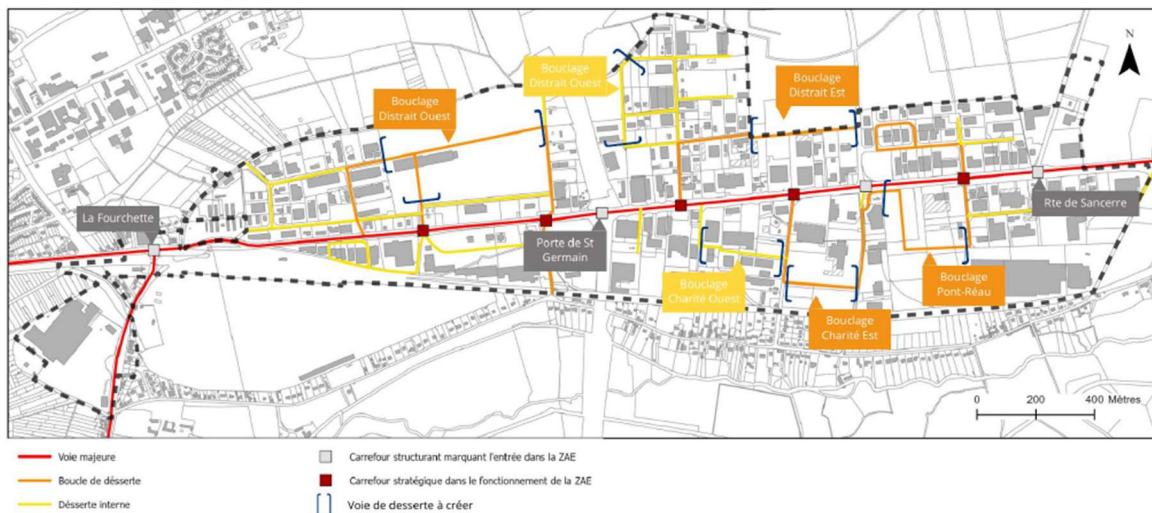 Bouclage
Distrait Ouest
Bouclage
Distrait Est
Bouclage
Distrait Ouest
N
La Fourchette
Porte de St
Germain
Rte de Sancerre
Bouclage
Charité Ouest
Bouclage
Pont-Réau
Bouclage
Charité Est
0 200 400 Mètres
Voie majeure
Boucle de désserte
Désserte interne
Carrefour structurant marquant l'entrée dans la ZAE
Carrefour stratégique dans le fonctionnement de la ZAE
Voie de desserte à créer